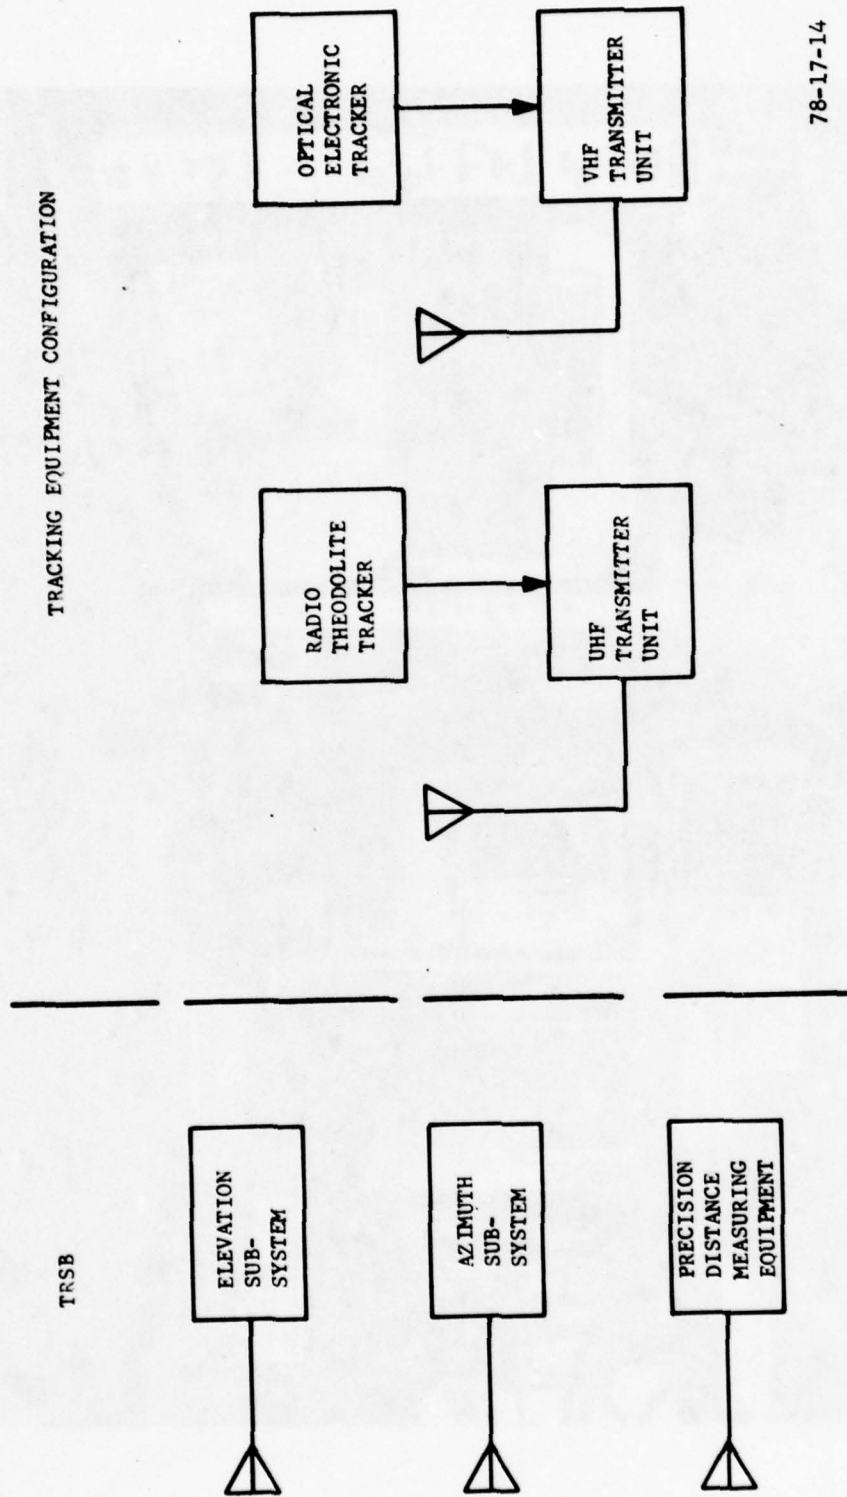 TRSB
ELEVATION
SUB-
SYSTEM
AZIMUTH
SUB-
SYSTEM
PRECISION
DISTANCE
MEASURING
EQUIPMENT
TRACKING EQUIPMENT CONFIGURATION
RADIO
THEODOLITE
TRACKER
UHF
TRANSMITTER
UNIT
OPTICAL
ELECTRONIC
TRACKER
VHF
TRANSMITTER
UNIT
78-17-14